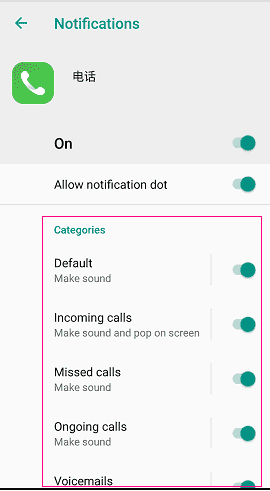 Notifications
电话
On
Allow notification dot
Categories
Default
Make sound
Incoming calls
Make sound and pop on screen
Missed calls
Make sound
Ongoing calls
Make sound
Voicemails